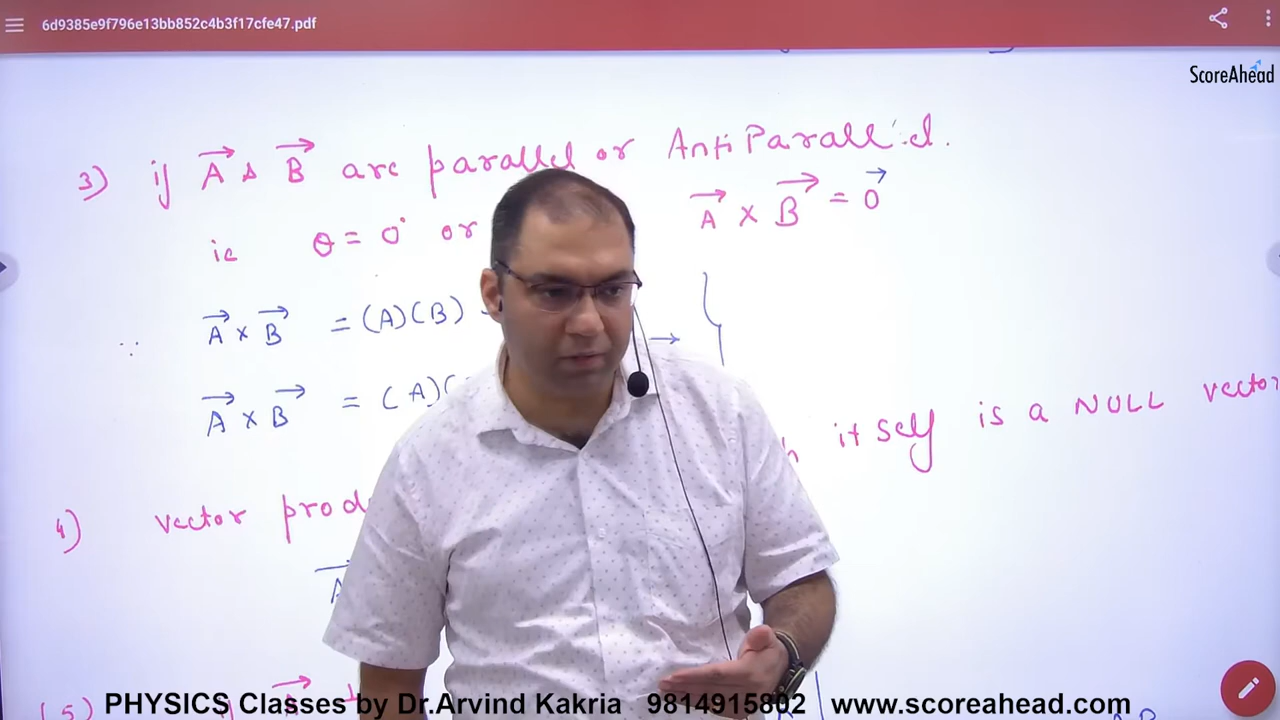 6d9385e9f796e13bb852c4b3f17cfe47.pdf
ScoreAhead
3) if A⃗ & B⃗ are parallel or AntiParallel.
ie θ = 0° or
A⃗ × B⃗ = 0⃗
∵ A⃗ × B⃗ = (A)(B)
A⃗ × B⃗ = (A)(
itself is a NULL vector
4) vector prod
(5)
PHYSICS Classes by Dr.Arvind Kakria 9814915802 www.scoreahead.com